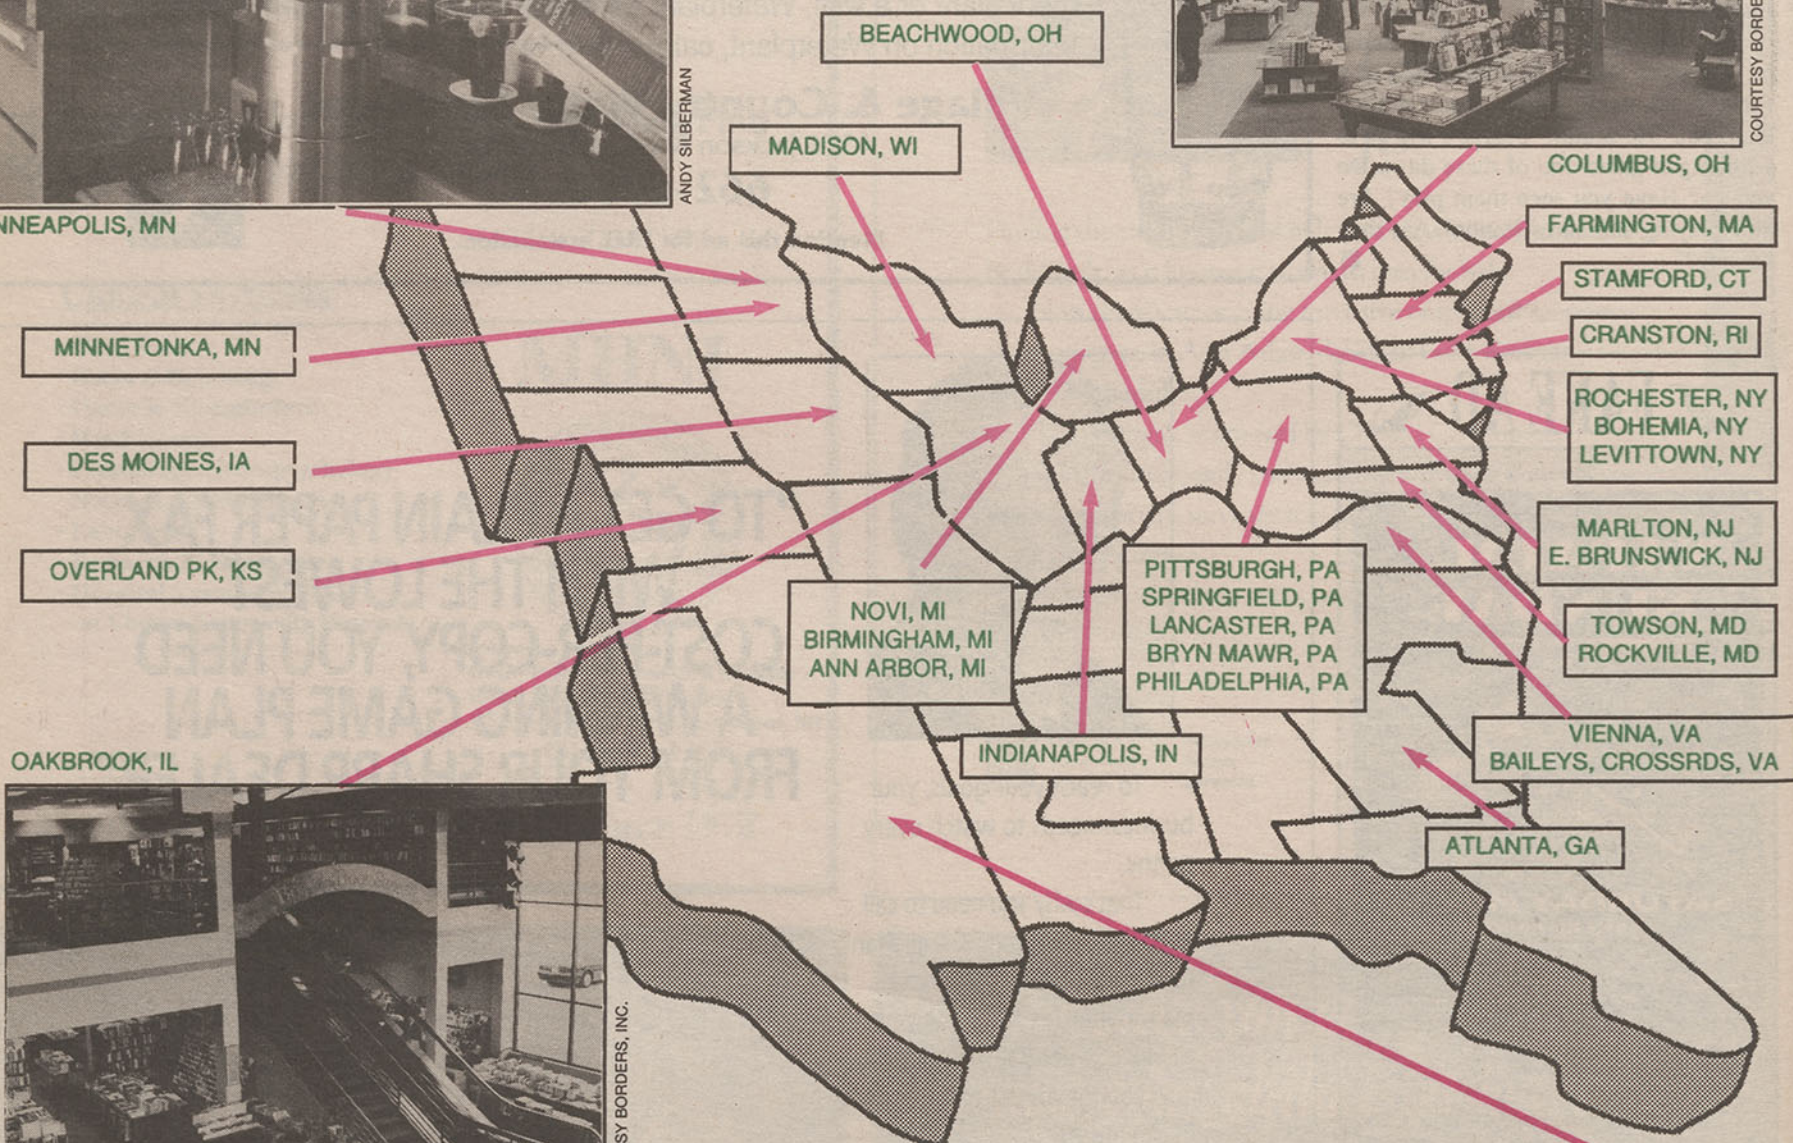 BEACHWOOD, OH
ANDY SILBERMAN
COURTESY BORDE
MADISON, WI
COLUMBUS, OH
NNEAPOLIS, MN
FARMINGTON, MA
STAMFORD, CT
MINNETONKA, MN
CRANSTON, RI
ROCHESTER, NY
BOHEMIA, NY
LEVITTOWN, NY
DES MOINES, IA
MARLTON, NJ
E. BRUNSWICK, NJ
OVERLAND PK, KS
NOVI, MI
BIRMINGHAM, MI
ANN ARBOR, MI
PITTSBURGH, PA
SPRINGFIELD, PA
LANCASTER, PA
BRYN MAWR, PA
PHILADELPHIA, PA
TOWSON, MD
ROCKVILLE, MD
INDIANAPOLIS, IN
VIENNA, VA
BAILEYS, CROSSRDS, VA
OAKBROOK, IL
ATLANTA, GA
SY BORDERS, INC.